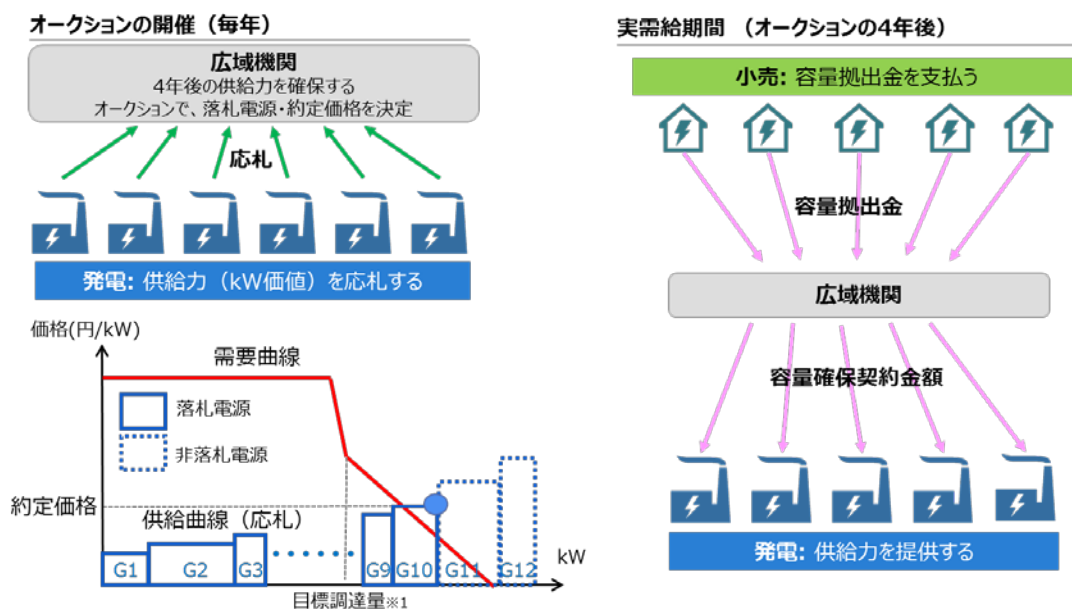 オークションの開催（毎年）
広域機関
4年後の供給力を確保する
オークションで、落札電源・約定価格を決定
応札
発電: 供給力（kW価値）を応札する
価格(円/kW)
需要曲線
落札電源
非落札電源
約定価格
供給曲線（応札）
G1 G2 G3 G9 G10 G11 G12
kW
目標調達量※1
実需給期間 （オークションの4年後）
小売: 容量拠出金を支払う
容量拠出金
広域機関
容量確保契約金額
発電: 供給力を提供する